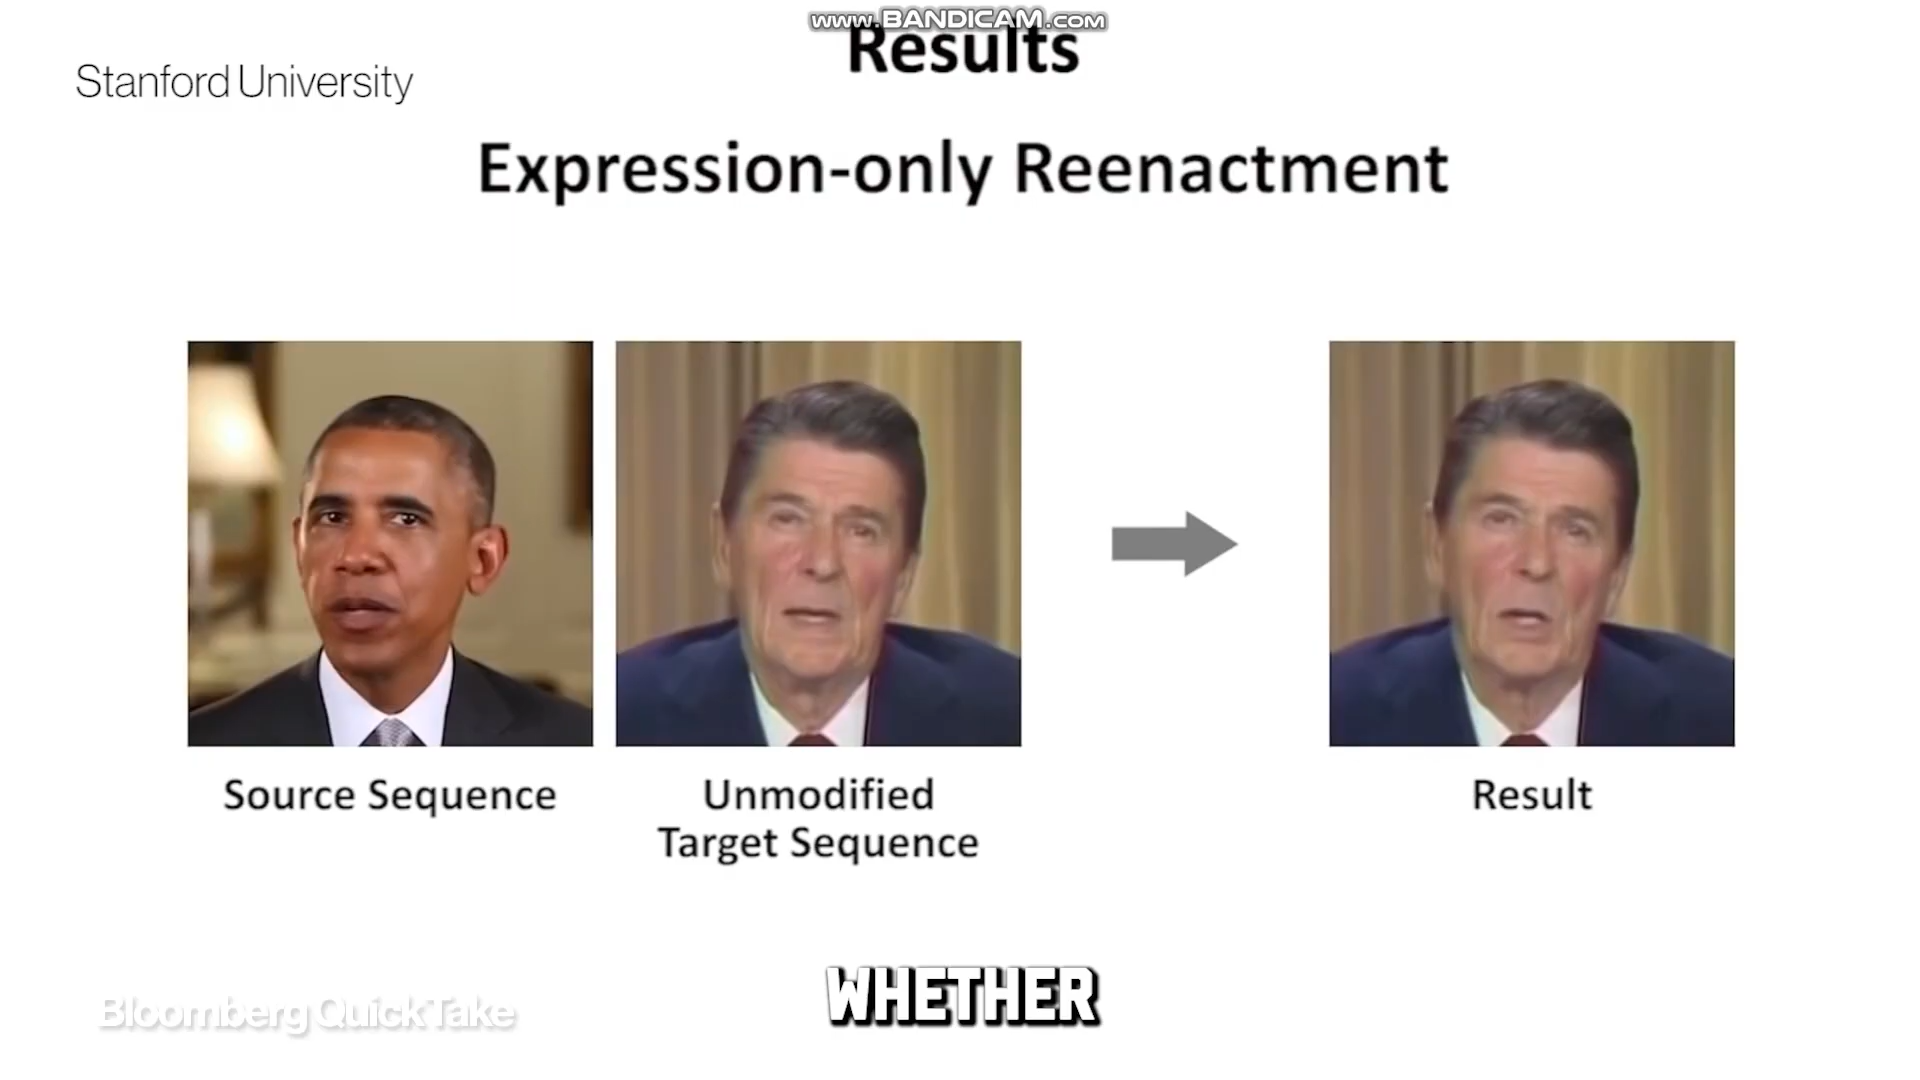 www.BANDICAM.com
Results
Stanford University
Expression-only Reenactment
Source Sequence
Unmodified
Target Sequence
Result
WHETHER
Bloomberg QuickTake